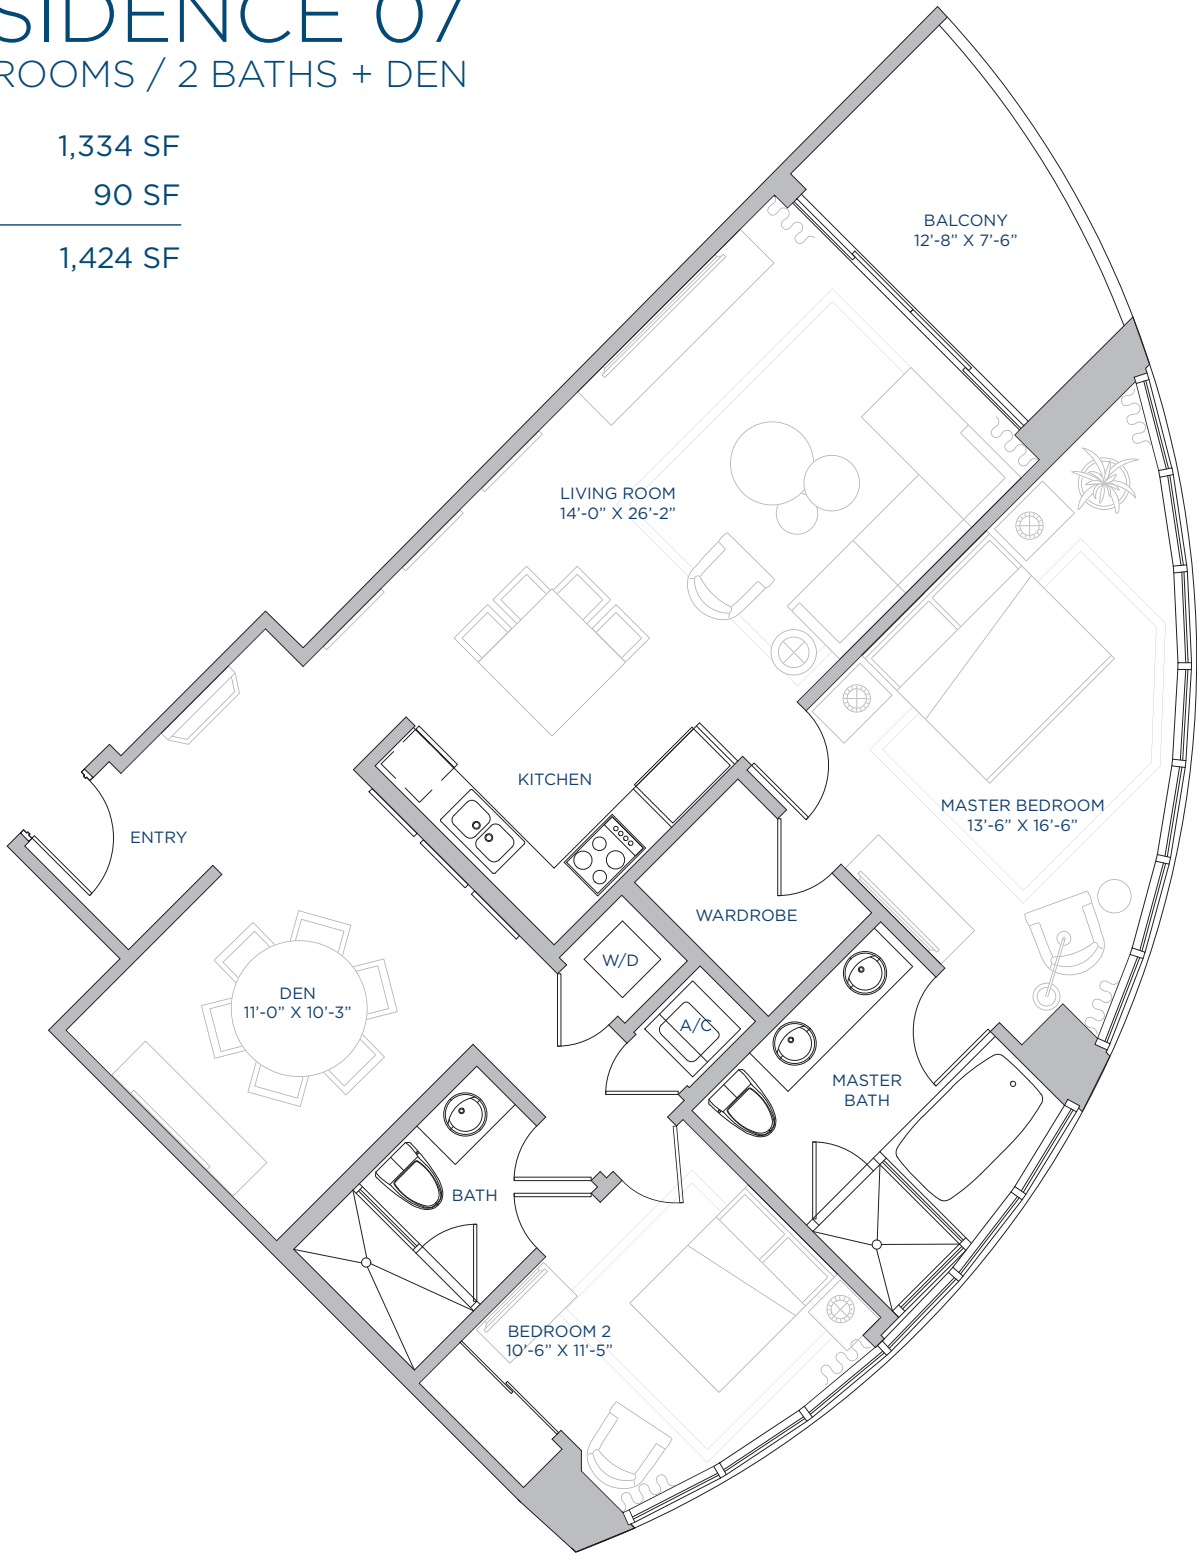 SIDENCE 07
ROOMS / 2 BATHS + DEN
1,334 SF
90 SF
1,424 SF
BALCONY
12'-8" X 7'-6"
LIVING ROOM
14'-0" X 26'-2"
KITCHEN
MASTER BEDROOM
13'-6" X 16'-6"
ENTRY
WARDROBE
W/D
DEN
11'-0" X 10'-3"
A/C
MASTER
BATH
BATH
BEDROOM 2
10'-6" X 11'-5"